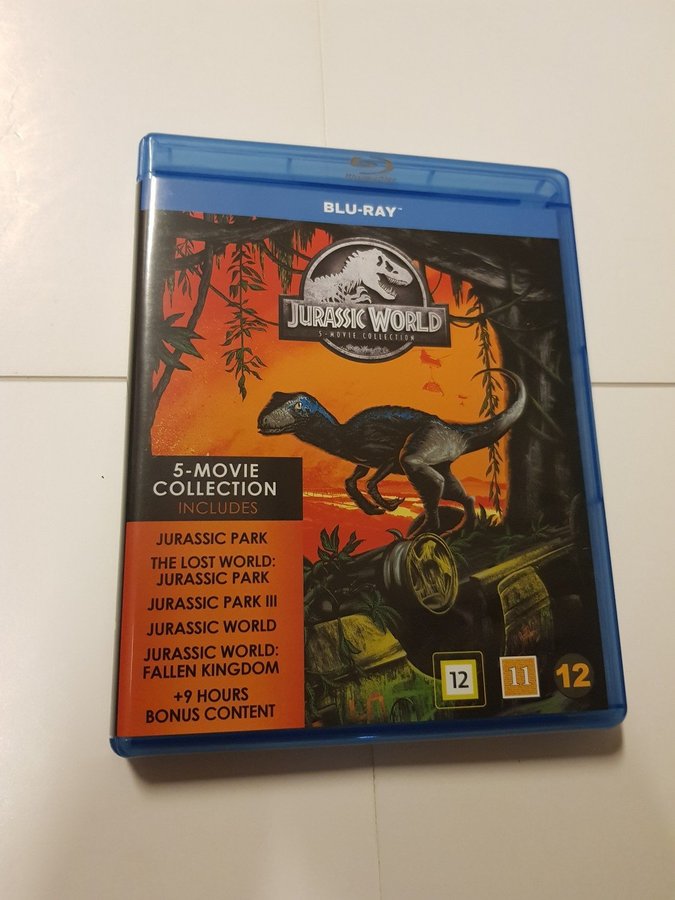 BLU-RAY™
JURASSIC WORLD
5-MOVIE COLLECTION
5-MOVIE
COLLECTION
INCLUDES
JURASSIC PARK
THE LOST WORLD:
JURASSIC PARK
JURASSIC PARK III
JURASSIC WORLD
JURASSIC WORLD:
FALLEN KINGDOM
+9 HOURS
BONUS CONTENT
12
11
12